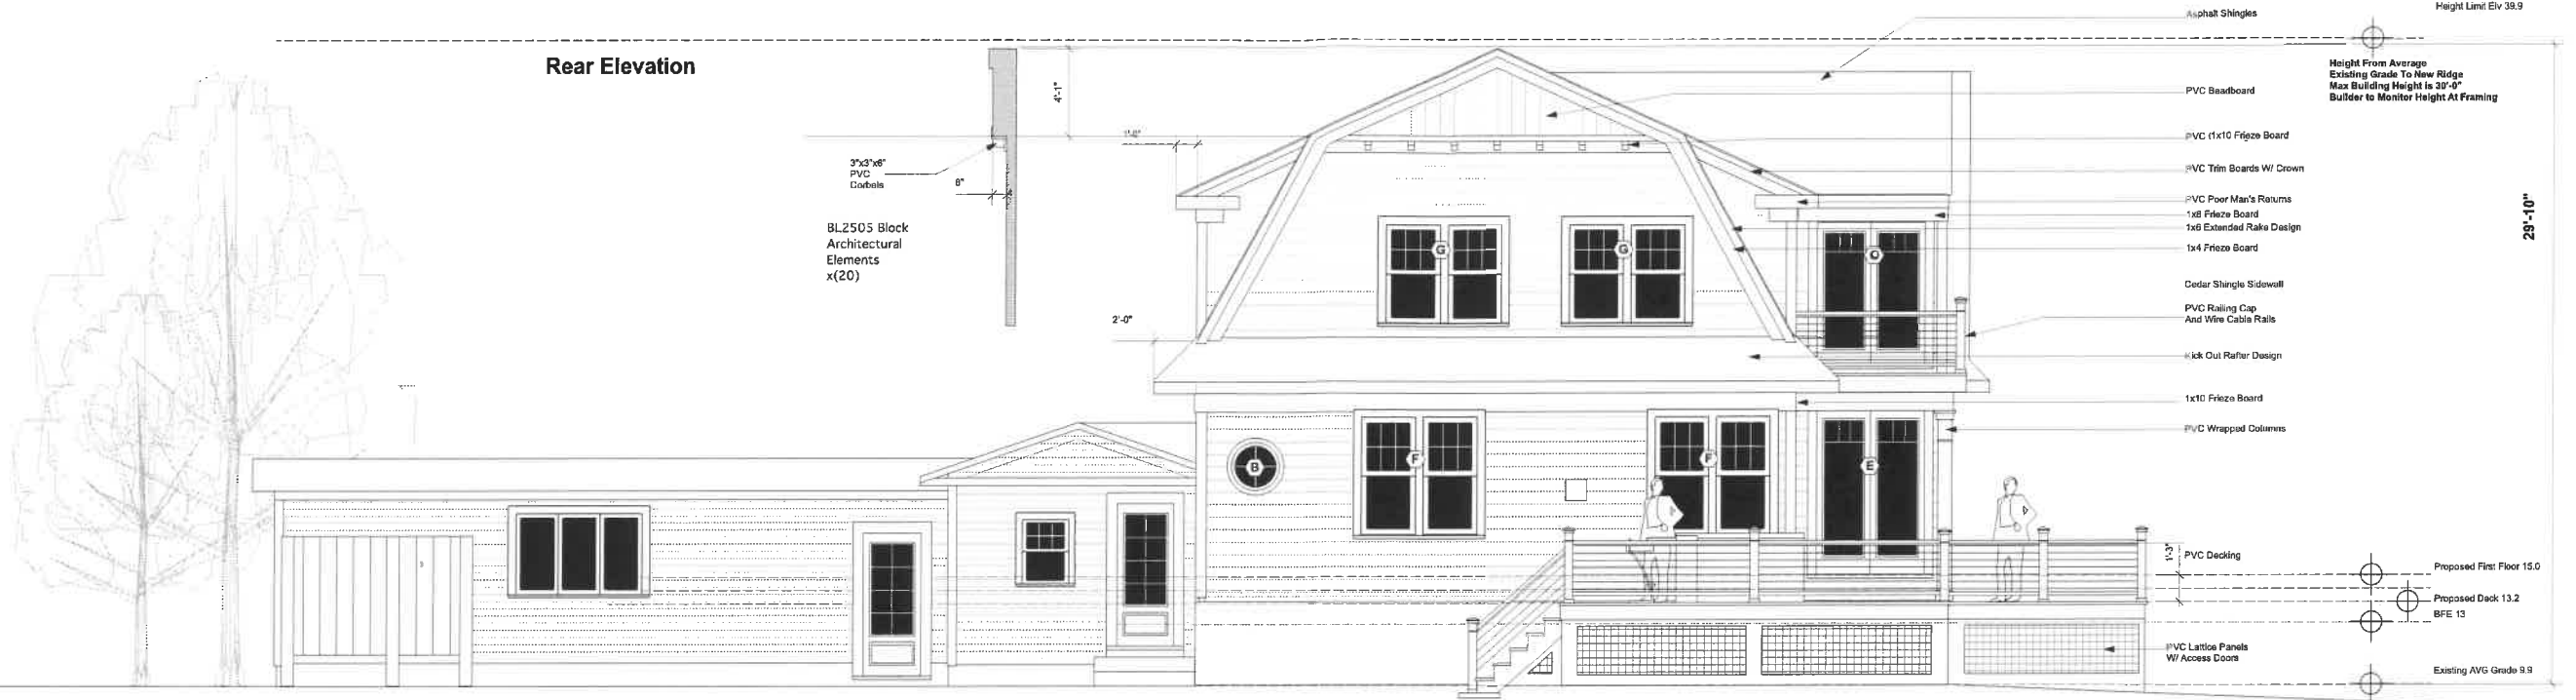 Rear Elevation
4'-1"
1'-0"
3"x3"x6"
PVC
Corbels
6"
BL2505 Block
Architectural
Elements
x(20)
2'-0"
G
G
O
B
F
F
E
Asphalt Shingles
PVC Beadboard
PVC (1x10 Frieze Board
PVC Trim Boards W/ Crown
PVC Poor Man's Returns
1x8 Frieze Board
1x6 Extended Rake Design
1x4 Frieze Board
Cedar Shingle Sidewall
PVC Railing Cap
And Wire Cable Rails
Kick Out Rafter Design
1x10 Frieze Board
PVC Wrapped Columns
1'-3"
PVC Decking
PVC Lattice Panels
W/ Access Doors
Height Limit Elv 39.9
Height From Average
Existing Grade To New Ridge
Max Building Height is 30'-0"
Builder to Monitor Height At Framing
29'-10"
Proposed First Floor 15.0
Proposed Deck 13.2
BFE 13
Existing AVG Grade 9.9